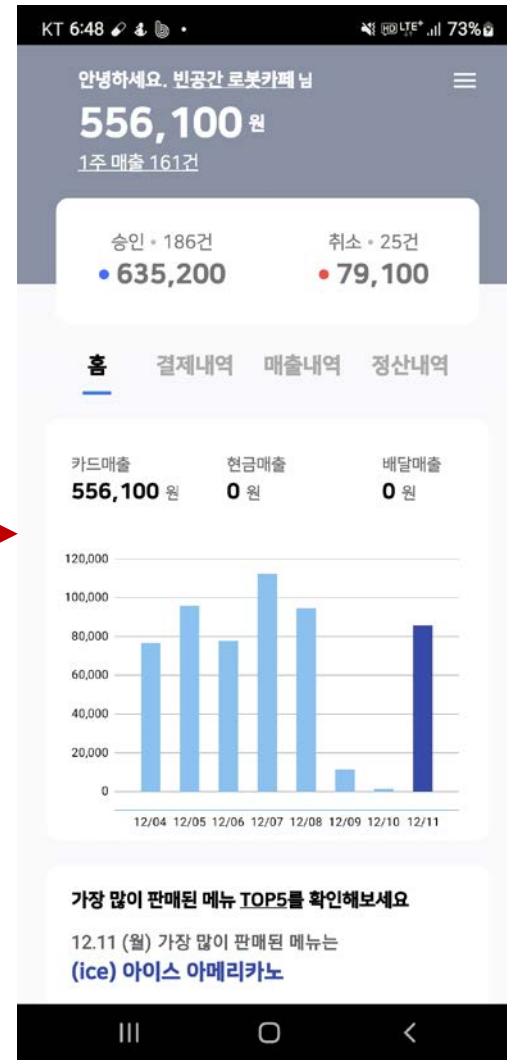 KT 6:48
HD LTE+ 73%
안녕하세요. 빈공간 로봇카페 님
556,100 원
1주 매출 161건
승인 • 186건 취소 • 25건
635,200 79,100
홈 결제내역 매출내역 정산내역
카드매출 현금매출 배달매출
556,100 원 0 원 0 원
120,000
100,000
80,000
60,000
40,000
20,000
0
12/04 12/05 12/06 12/07 12/08 12/09 12/10 12/11
가장 많이 판매된 메뉴 TOP5를 확인해보세요
12.11 (월) 가장 많이 판매된 메뉴는
(ice) 아이스 아메리카노